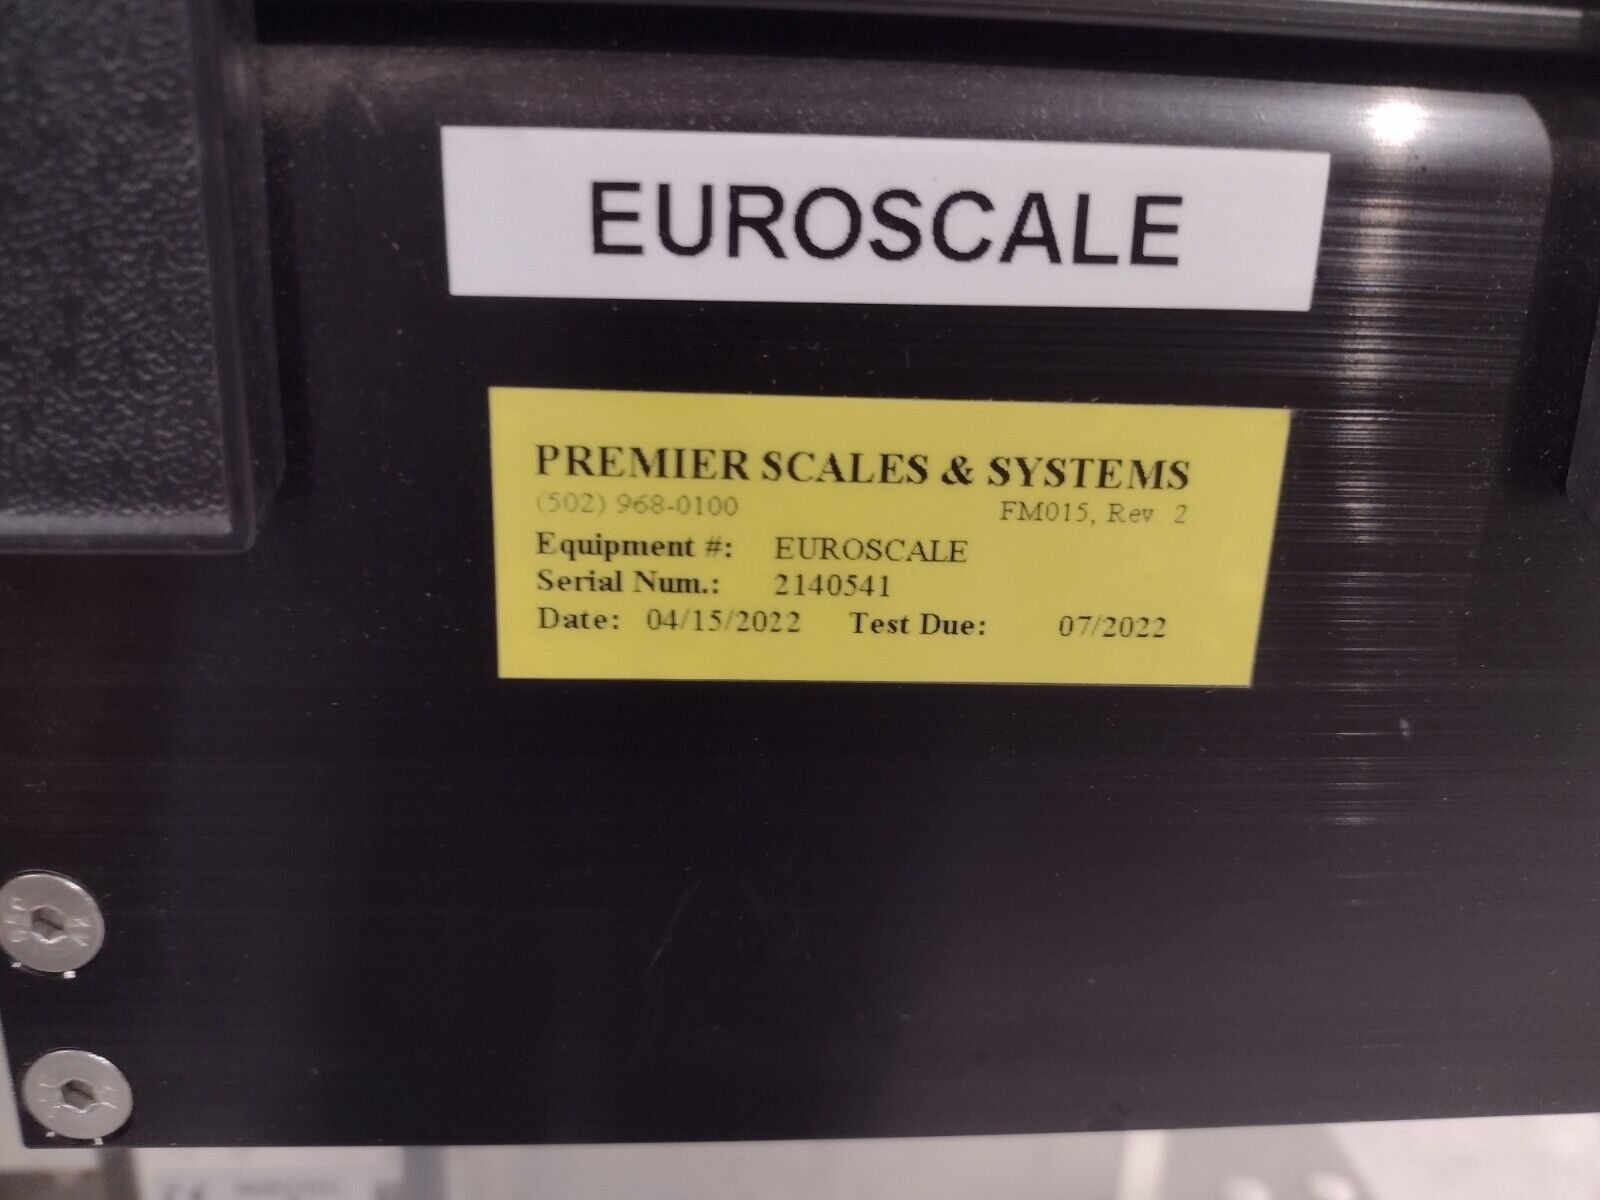 EUROSCALE
PREMIER SCALES & SYSTEMS
(502) 968-0100 FM015, Rev 2
Equipment #: EUROSCALE
Serial Num.: 2140541
Date: 04/15/2022 Test Due: 07/2022